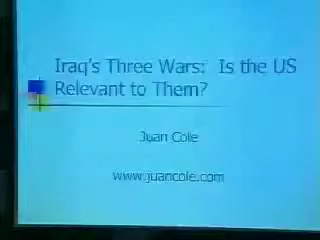 Iraq's Three Wars: Is the US
Relevant to Them?
Juan Cole
www.juancole.com